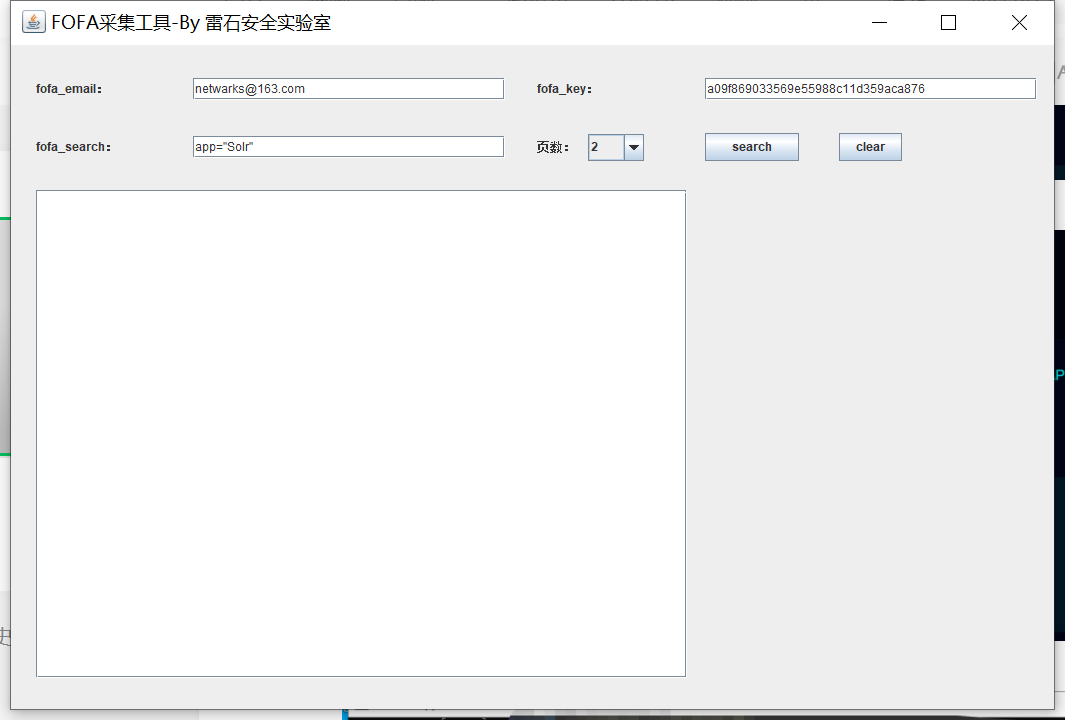 FOFA采集工具-By 雷石安全实验室
fofa_email： netwarks@163.com fofa_key： a09f869033569e55988c11d359aca876
fofa_search： app="Solr" 页数： 2 search clear